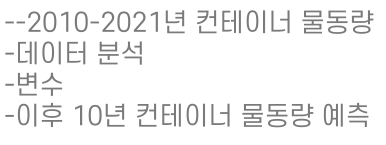 --2010-2021년 컨테이너 물동량
-데이터 분석
-변수
-이후 10년 컨테이너 물동량 예측